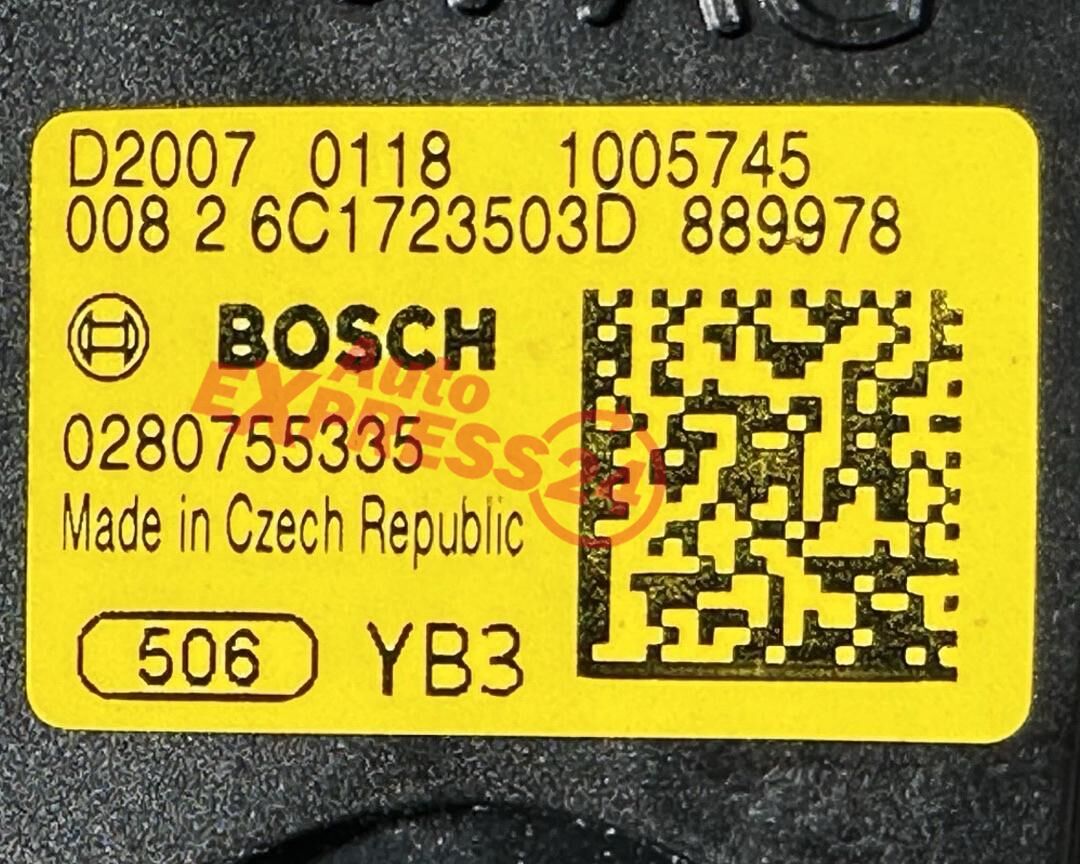 D2007 0118 1005745
008 2 6C1723503D 889978
BOSCH
Auto
EXPRESS24
0280755335
Made in Czech Republic
506 YB3